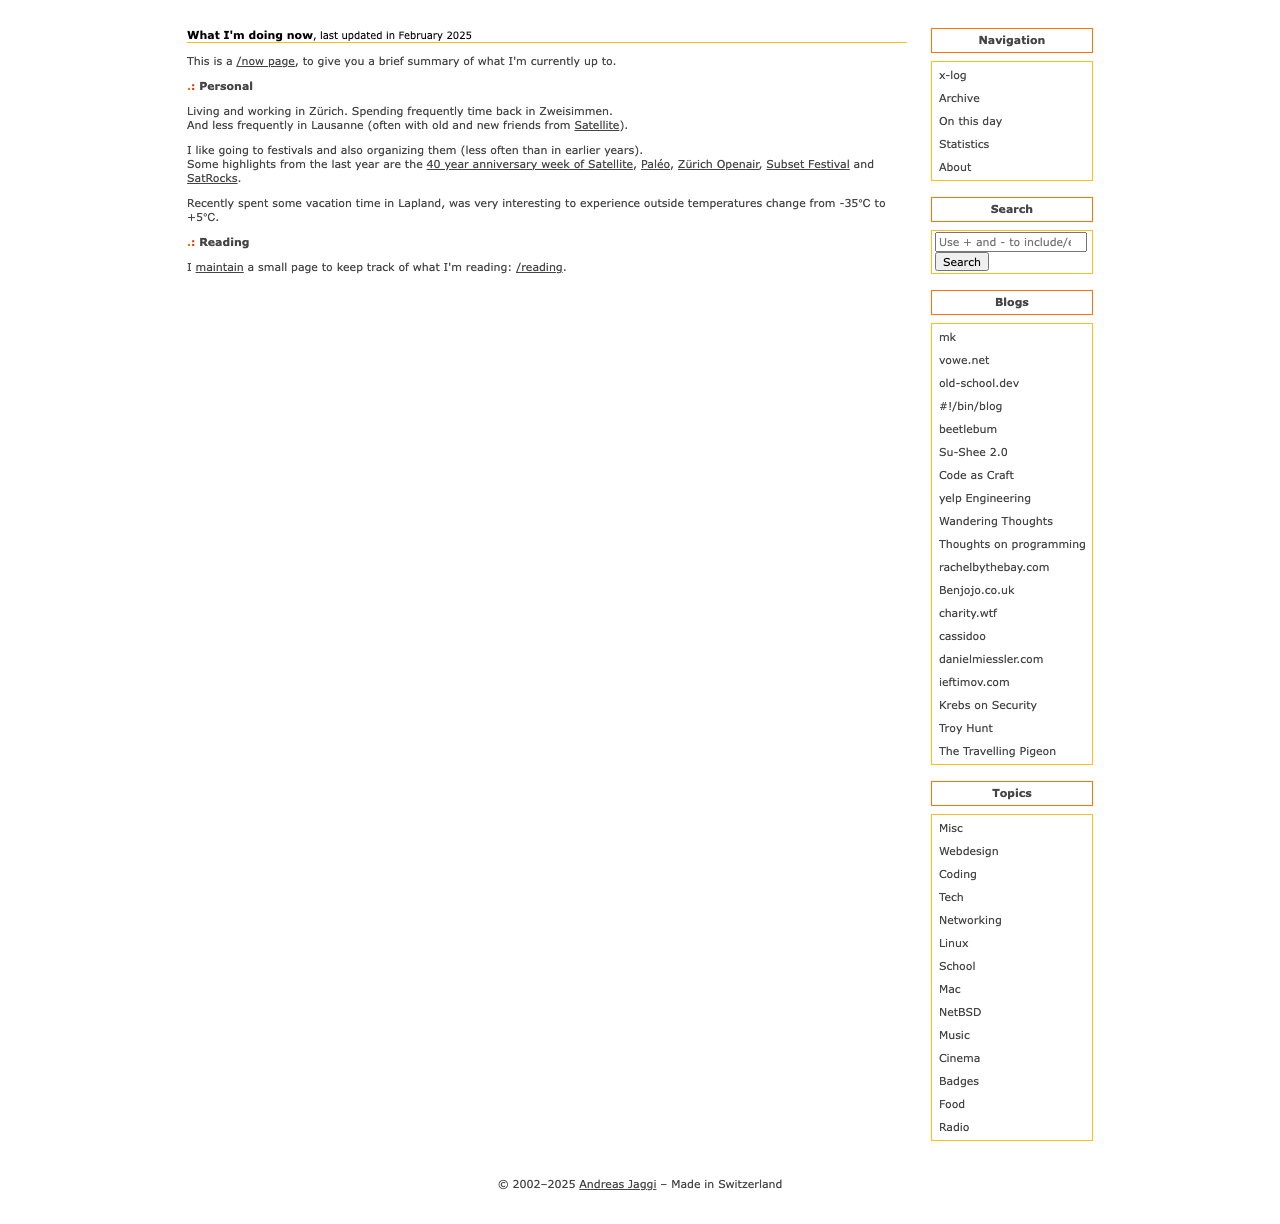 What I'm doing now, last updated in February 2025
This is a /now page, to give you a brief summary of what I'm currently up to.
.: Personal
Living and working in Zürich. Spending frequently time back in Zweisimmen.
And less frequently in Lausanne (often with old and new friends from Satellite).
I like going to festivals and also organizing them (less often than in earlier years).
Some highlights from the last year are the 40 year anniversary week of Satellite, Paléo, Zürich Openair, Subset Festival and
SatRocks.
Recently spent some vacation time in Lapland, was very interesting to experience outside temperatures change from -35°C to
+5°C.
.: Reading
I maintain a small page to keep track of what I'm reading: /reading.
Navigation
x-log
Archive
On this day
Statistics
About
Search
Use + and - to include/e
Search
Blogs
mk
vowe.net
old-school.dev
#!/bin/blog
beetlebum
Su-Shee 2.0
Code as Craft
yelp Engineering
Wandering Thoughts
Thoughts on programming
rachelbythebay.com
Benjojo.co.uk
charity.wtf
cassidoo
danielmiessler.com
ieftimov.com
Krebs on Security
Troy Hunt
The Travelling Pigeon
Topics
Misc
Webdesign
Coding
Tech
Networking
Linux
School
Mac
NetBSD
Music
Cinema
Badges
Food
Radio
© 2002–2025 Andreas Jaggi – Made in Switzerland